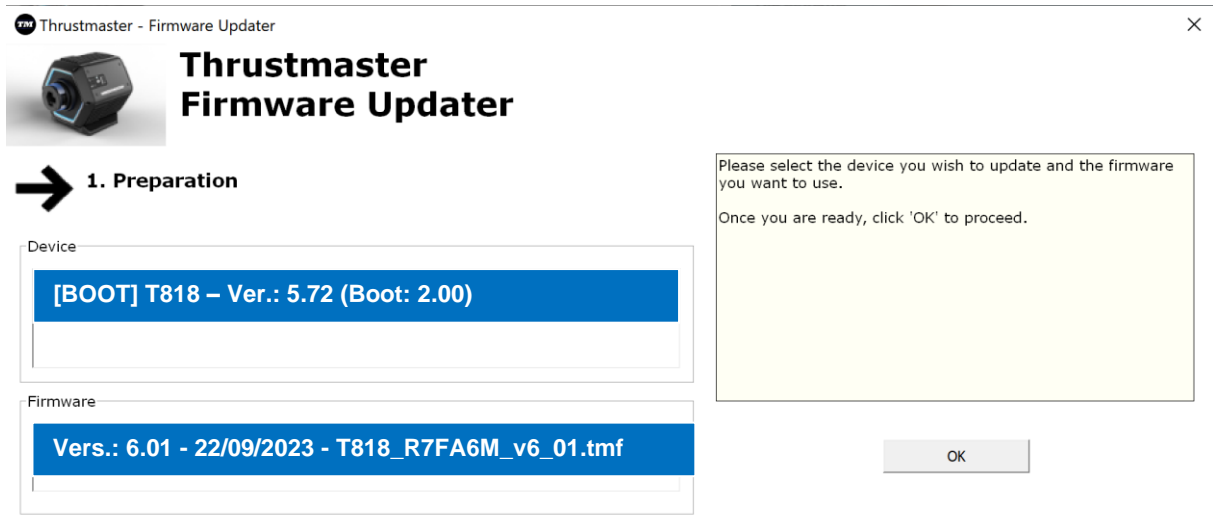 TM Thrustmaster - Firmware Updater
Thrustmaster
Firmware Updater
1. Preparation
Please select the device you wish to update and the firmware
you want to use.
Once you are ready, click 'OK' to proceed.
Device
[BOOT] T818 – Ver.: 5.72 (Boot: 2.00)
Firmware
Vers.: 6.01 - 22/09/2023 - T818_R7FA6M_v6_01.tmf
OK